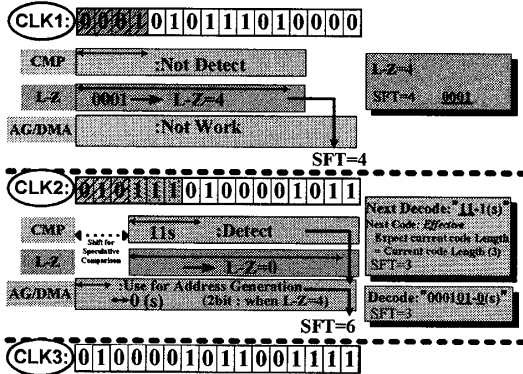 CLK1: 0001010111010000
CMP :Not Detect
L-Z 0001 L-Z=4
AG/DMA :Not Work
SFT=4
L-Z=4
SFT=4 0001
CLK2: 0101110100001011
CMP Shift for Speculative Comparison 11s :Detect
L-Z L-Z=0
AG/DMA :Use for Address Generation
0 (s) (2bit : when L-Z=4)
SFT=6
Next Decode:"11-1(s)"
Next Code: Effective
Expect current code Length
= Current code Length (3)
SFT=3
Decode:"000101-0(s)"
SFT=3
CLK3: 0100001011001111